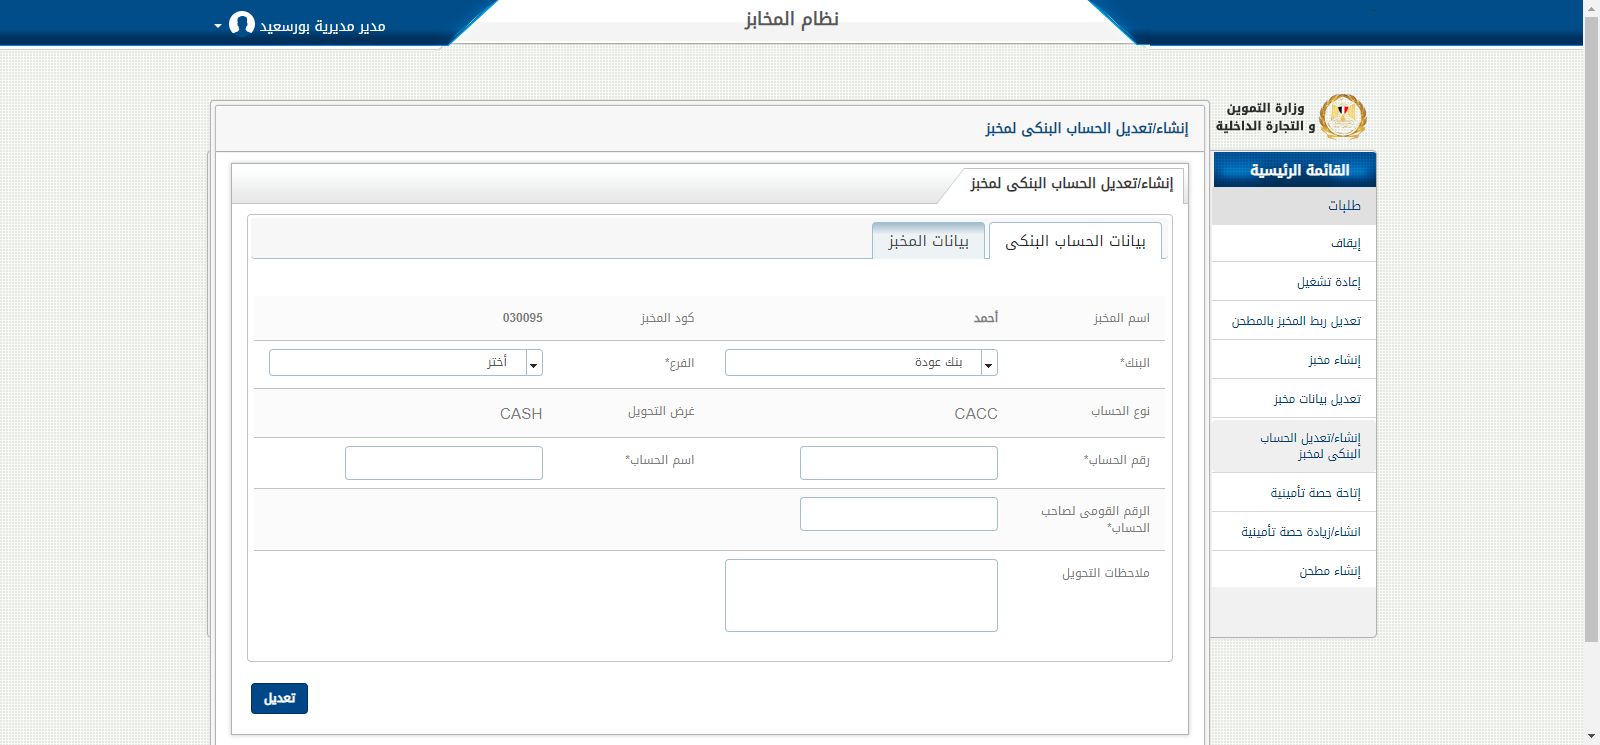 نظام المخابز
مدير مديرية بورسعيد
وزارة التموين
و التجارة الداخلية
القائمة الرئيسية
طلبات
إيقاف
إعادة تشغيل
تعديل ربط المخبز بالمطحن
إنشاء مخبز
تعديل بيانات مخبز
إنشاء/تعديل الحساب
البنكى لمخبز
إتاحة حصة تأمينية
انشاء/زيادة حصة تأمينية
إنشاء مطحن
إنشاء/تعديل الحساب البنكى لمخبز
إنشاء/تعديل الحساب البنكى لمخبز
بيانات الحساب البنكى بيانات المخبز
اسم المخبز أحمد كود المخبز 030095
البنك* بنك عودة الفرع* أختر
نوع الحساب CACC غرض التحويل CASH
رقم الحساب* اسم الحساب*
الرقم القومى لصاحب
الحساب*
ملاحظات التحويل
تعديل